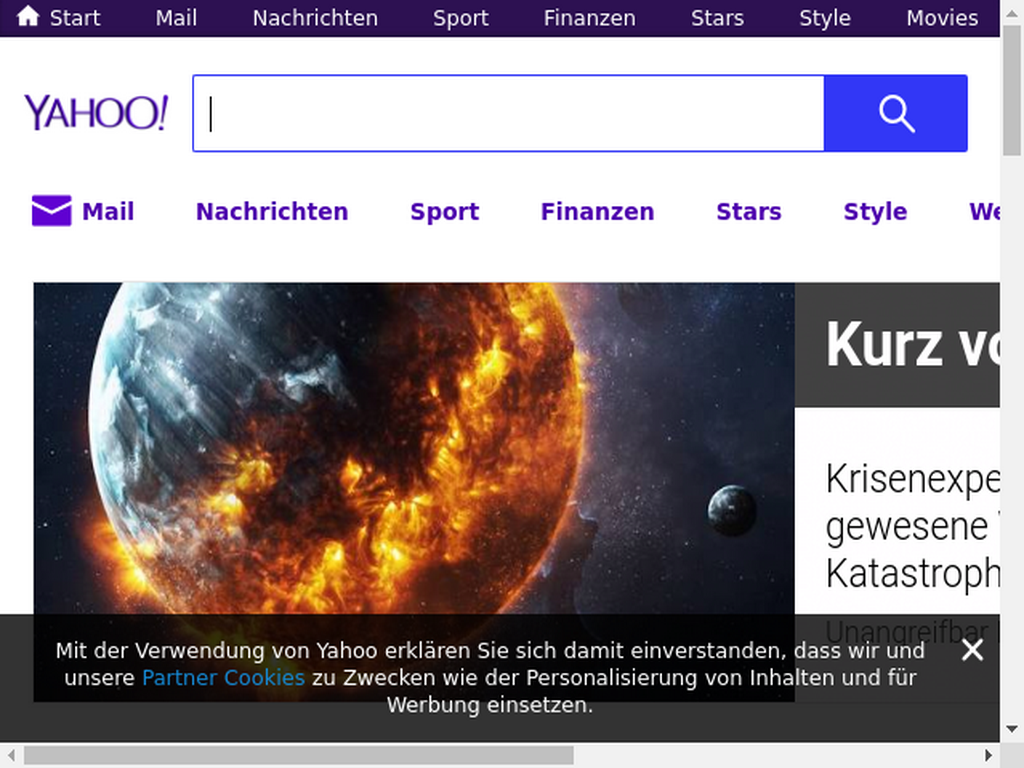 Start Mail Nachrichten Sport Finanzen Stars Style Movies
YAHOO!
Mail Nachrichten Sport Finanzen Stars Style We
Kurz vo
Krisenexpe
gewesene
Katastroph
Unangreifbar
Mit der Verwendung von Yahoo erklären Sie sich damit einverstanden, dass wir und
unsere Partner Cookies zu Zwecken wie der Personalisierung von Inhalten und für
Werbung einsetzen.